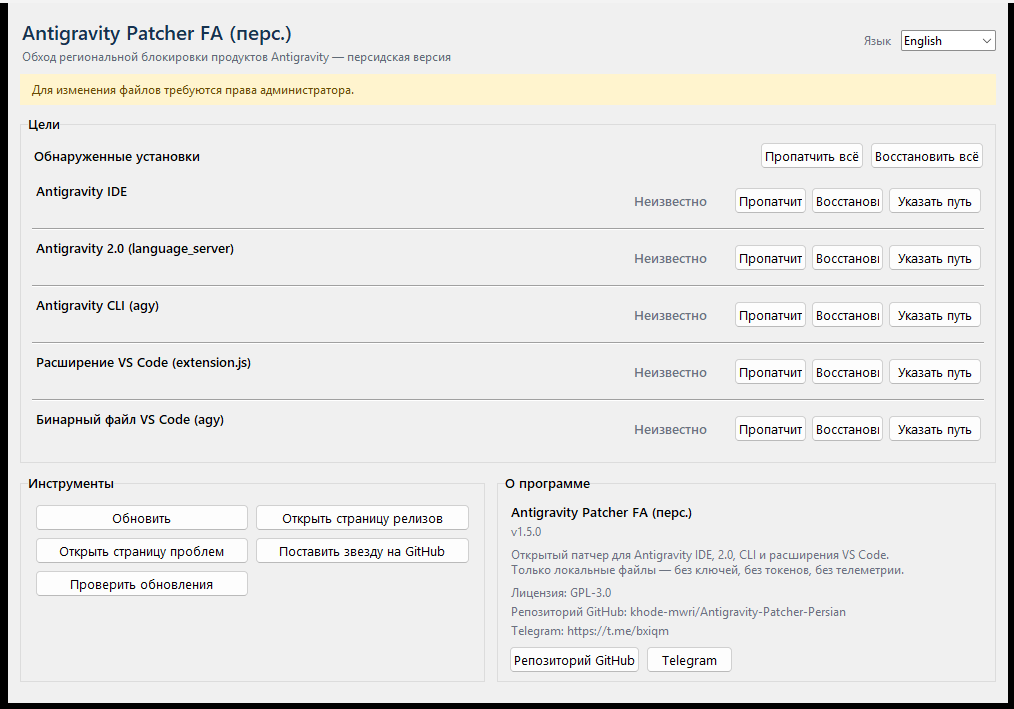 Antigravity Patcher FA (перс.)
Обход региональной блокировки продуктов Antigravity — персидская версия
Язык English
Для изменения файлов требуются права администратора.
Цели
Обнаруженные установки Пропатчить всё Восстановить всё
Antigravity IDE Неизвестно Пропатчит Восстанові Указать путь
Antigravity 2.0 (language_server) Неизвестно Пропатчит Восстанові Указать путь
Antigravity CLI (agy) Неизвестно Пропатчит Восстанові Указать путь
Расширение VS Code (extension.js) Неизвестно Пропатчит Восстанові Указать путь
Бинарный файл VS Code (agy) Неизвестно Пропатчит Восстанові Указать путь
Инструменты
Обновить Открыть страницу релизов
Открыть страницу проблем Поставить звезду на GitHub
Проверить обновления
О программе
Antigravity Patcher FA (перс.)
v1.5.0
Открытый патчер для Antigravity IDE, 2.0, CLI и расширения VS Code.
Только локальные файлы — без ключей, без токенов, без телеметрии.
Лицензия: GPL-3.0
Репозиторий GitHub: khode-mwri/Antigravity-Patcher-Persian
Telegram: https://t.me/bxiqm
Репозиторий GitHub Telegram